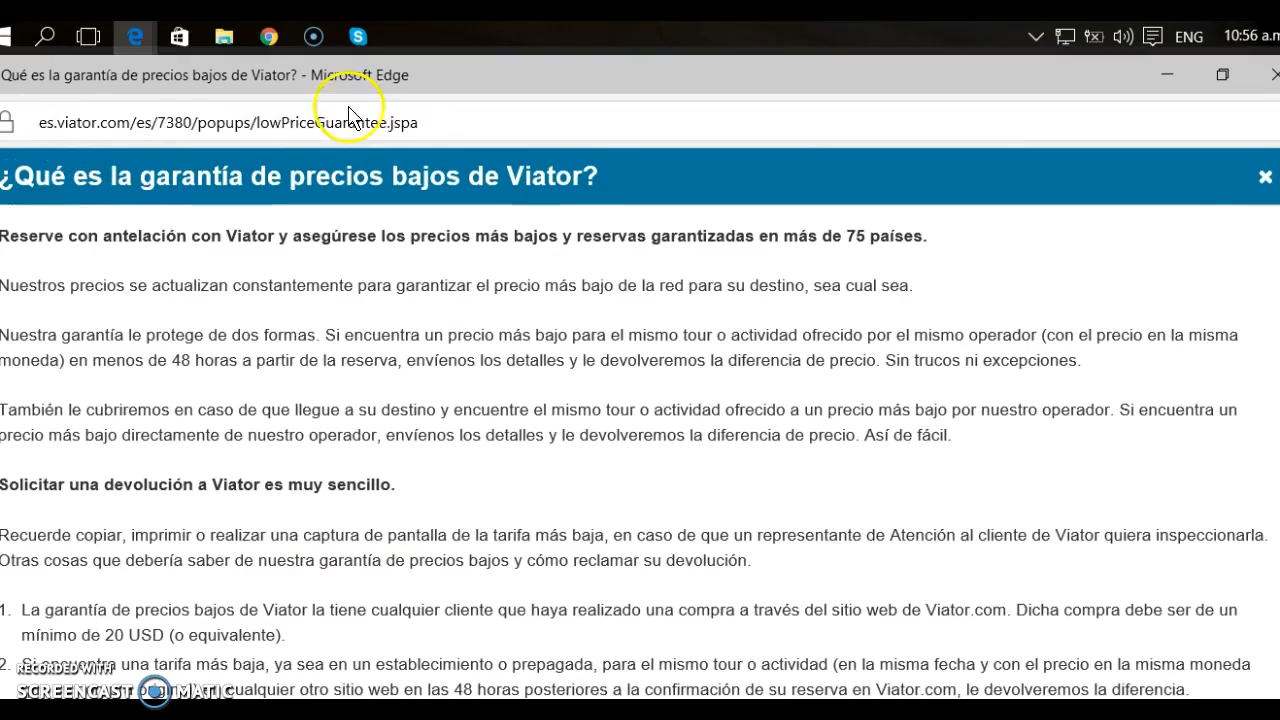 ENG
10:56 a.m
Qué es la garantía de precios bajos de Viator? - Microsoft Edge
es.viator.com/es/7380/popups/lowPriceGuarantee.jspa
¿Qué es la garantía de precios bajos de Viator?
Reserve con antelación con Viator y asegúrese los precios más bajos y reservas garantizadas en más de 75 países.
Nuestros precios se actualizan constantemente para garantizar el precio más bajo de la red para su destino, sea cual sea.
Nuestra garantía le protege de dos formas. Si encuentra un precio más bajo para el mismo tour o actividad ofrecido por el mismo operador (con el precio en la misma
moneda) en menos de 48 horas a partir de la reserva, envíenos los detalles y le devolveremos la diferencia de precio. Sin trucos ni excepciones.
También le cubriremos en caso de que llegue a su destino y encuentre el mismo tour o actividad ofrecido a un precio más bajo por nuestro operador. Si encuentra un
precio más bajo directamente de nuestro operador, envíenos los detalles y le devolveremos la diferencia de precio. Así de fácil.
Solicitar una devolución a Viator es muy sencillo.
Recuerde copiar, imprimir o realizar una captura de pantalla de la tarifa más baja, en caso de que un representante de Atención al cliente de Viator quiera inspeccionarla.
Otras cosas que debería saber de nuestra garantía de precios bajos y cómo reclamar su devolución.
1. La garantía de precios bajos de Viator la tiene cualquier cliente que haya realizado una compra a través del sitio web de Viator.com. Dicha compra debe ser de un
mínimo de 20 USD (o equivalente).
2. Si encuentra una tarifa más baja, ya sea en un establecimiento o prepagada, para el mismo tour o actividad (en la misma fecha y con el precio en la misma moneda
cualquier otro sitio web en las 48 horas posteriores a la confirmación de su reserva en Viator.com, le devolveremos la diferencia.
RECORDED WITH
SCREENCAST MATIC